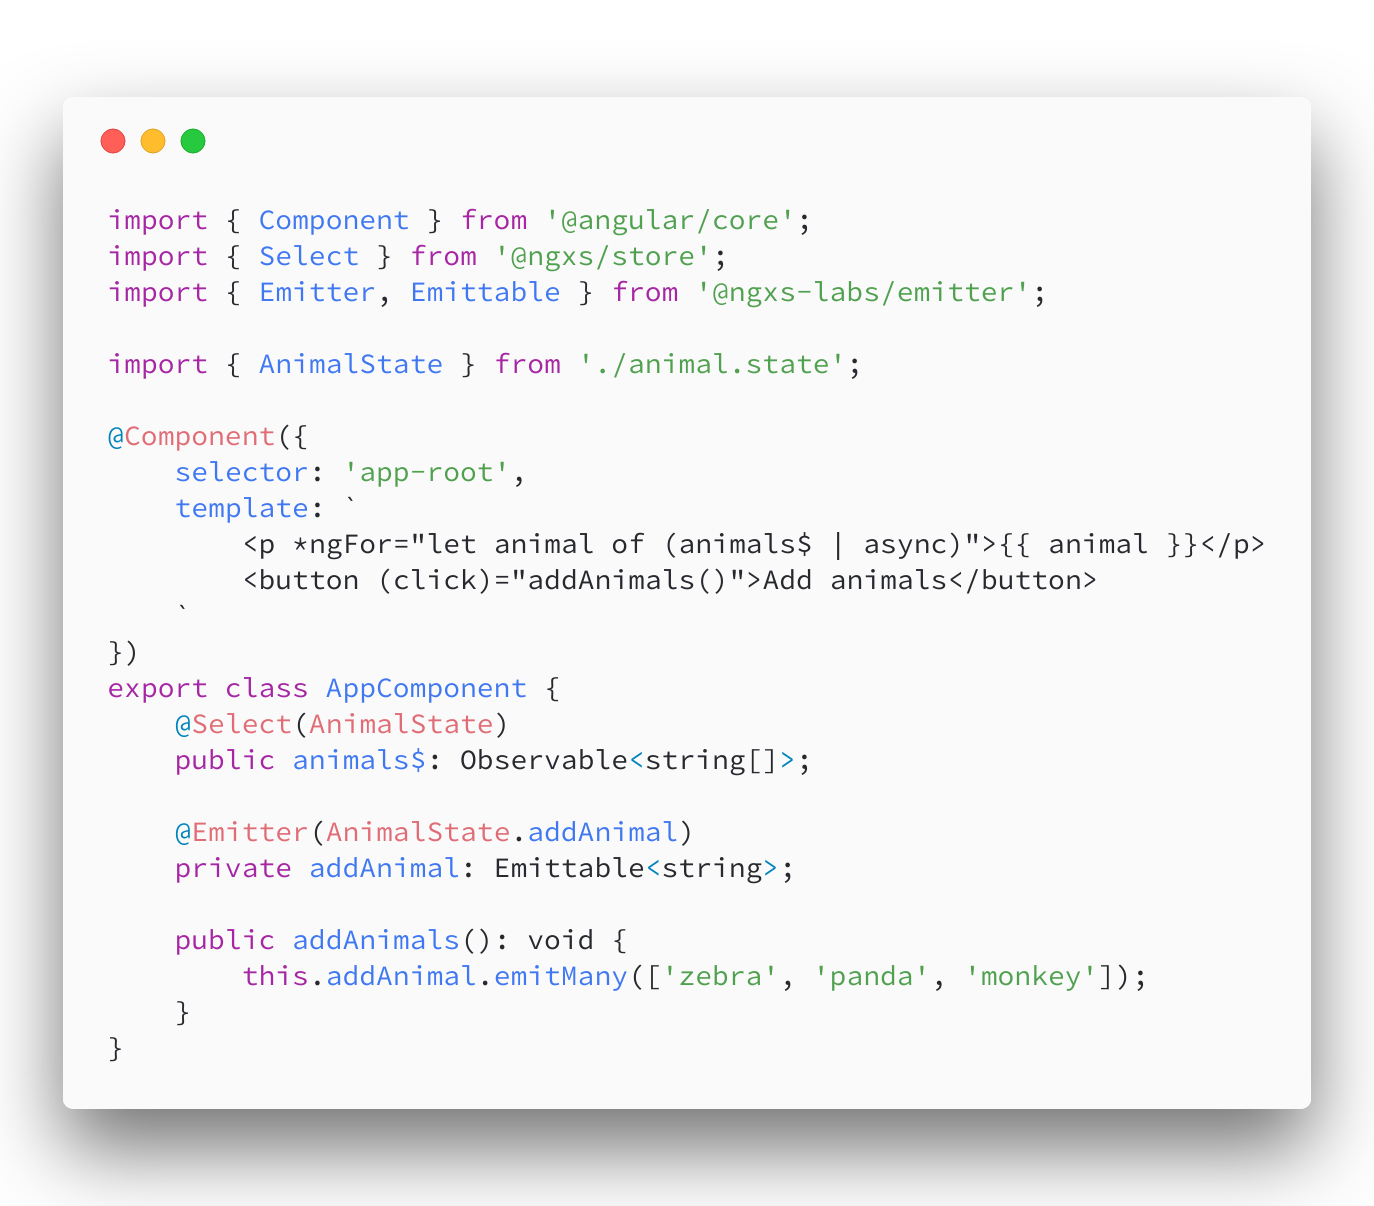 import { Component } from '@angular/core';
import { Select } from '@ngxs/store';
import { Emitter, Emittable } from '@ngxs-labs/emitter';

import { AnimalState } from './animal.state';

@Component({
    selector: 'app-root',
    template: `
        <p *ngFor="let animal of (animals$ | async)">{{ animal }}</p>
        <button (click)="addAnimals()">Add animals</button>
    `
})
export class AppComponent {
    @Select(AnimalState)
    public animals$: Observable<string[]>;

    @Emitter(AnimalState.addAnimal)
    private addAnimal: Emittable<string>;

    public addAnimals(): void {
        this.addAnimal.emitMany(['zebra', 'panda', 'monkey']);
    }
}